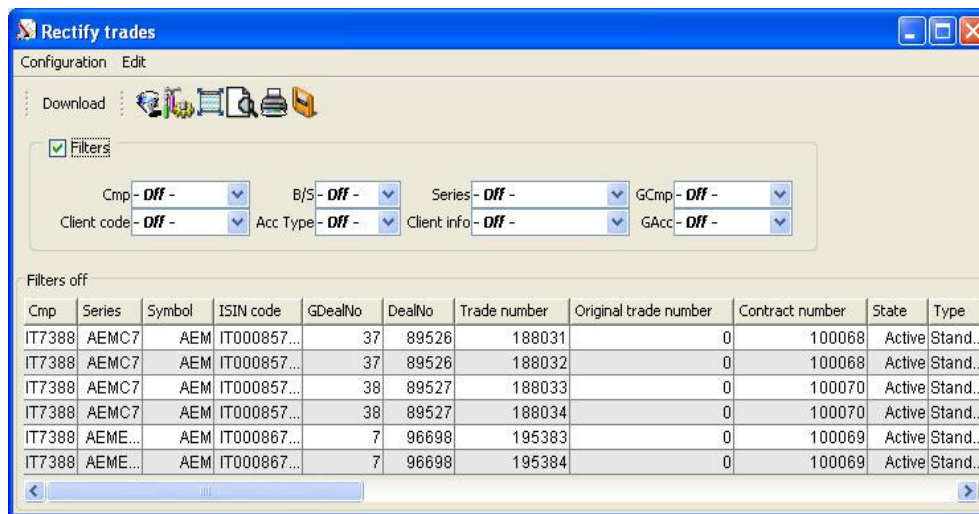 Rectify trades
Configuration Edit
Download
Filters
Cmp - Off - B/S - Off - Series - Off - GCmp - Off -
Client code - Off - Acc Type - Off - Client info - Off - GAcc - Off -
Filters off
Cmp Series Symbol ISIN code GDealNo DealNo Trade number Original trade number Contract number State Type
IT7388 AEMC7 AEM IT000857... 37 89526 188031 0 100068 Active Stand..
IT7388 AEMC7 AEM IT000857... 37 89526 188032 0 100068 Active Stand..
IT7388 AEMC7 AEM IT000857... 38 89527 188033 0 100070 Active Stand..
IT7388 AEMC7 AEM IT000857... 38 89527 188034 0 100070 Active Stand..
IT7388 AEME... AEM IT000867... 7 96698 195383 0 100069 Active Stand..
IT7388 AEME... AEM IT000867... 7 96698 195384 0 100069 Active Stand..